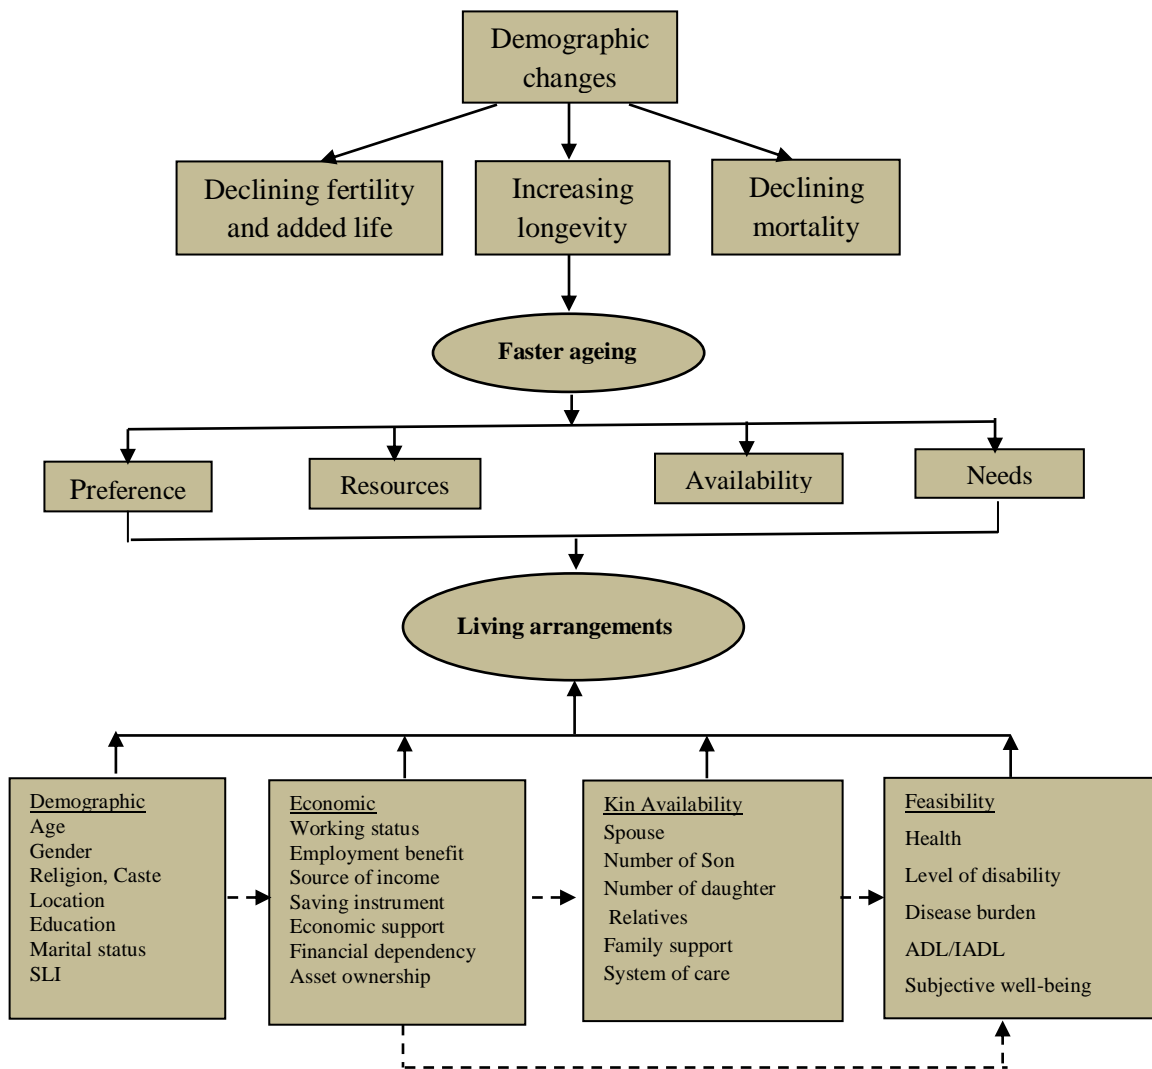 Demographic
changes
Declining fertility
and added life
Increasing
longevity
Declining
mortality
Faster ageing
Preference
Resources
Availability
Needs
Living arrangements
Demographic
Age
Gender
Religion, Caste
Location
Education
Marital status
SLI
Economic
Working status
Employment benefit
Source of income
Saving instrument
Economic support
Financial dependency
Asset ownership
Kin Availability
Spouse
Number of Son
Number of daughter
Relatives
Family support
System of care
Feasibility
Health
Level of disability
Disease burden
ADL/IADL
Subjective well-being